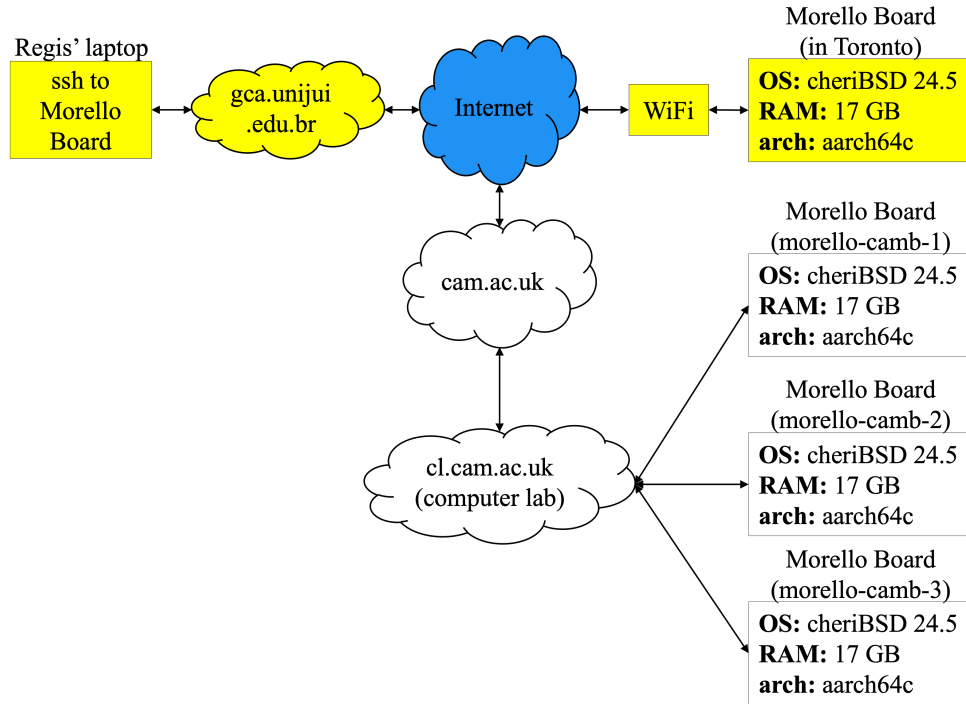 Regis’ laptop
ssh to
Morello
Board
gca.unijui
.edu.br
Internet
WiFi
Morello Board
(in Toronto)
OS: cheriBSD 24.5
RAM: 17 GB
arch: aarch64c
cam.ac.uk
Morello Board
(morello-camb-1)
OS: cheriBSD 24.5
RAM: 17 GB
arch: aarch64c
cl.cam.ac.uk
(computer lab)
Morello Board
(morello-camb-2)
OS: cheriBSD 24.5
RAM: 17 GB
arch: aarch64c
Morello Board
(morello-camb-3)
OS: cheriBSD 24.5
RAM: 17 GB
arch: aarch64c